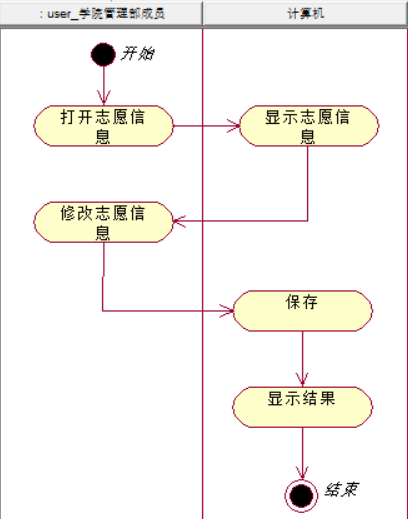 : user_学院管理部成员
计算机
开始
打开志愿信
息
显示志愿信
息
修改志愿信
息
保存
显示结果
结束